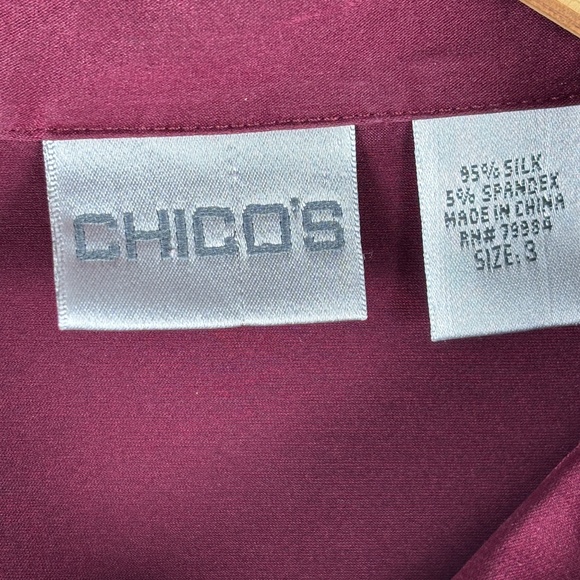 CHICO'S
95% SILK
5% SPANDEX
MADE IN CHINA
RN# 79984
SIZE: 3